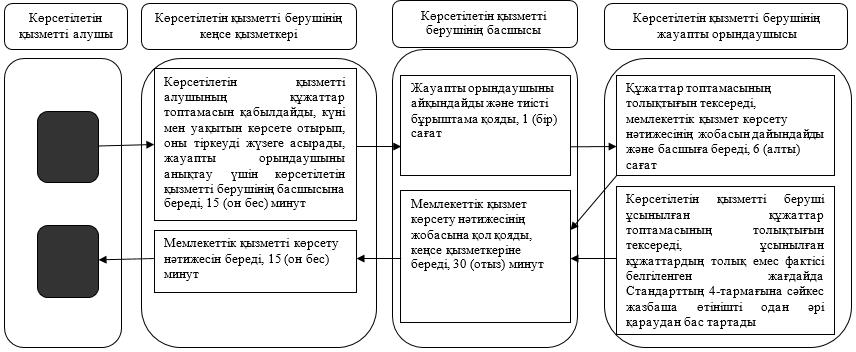 Көрсетілетін
қызметті алушы
Көрсетілетін қызметті берушінің
кеңсе қызметкері
Көрсетілетін қызметті
берушінің басшысы
Көрсетілетін қызметті берушінің
жауапты орындаушысы
Көрсетілетін қызметті
алушының құжаттар
топтамасын қабылдайды, күні
мен уақытын көрсете отырып,
оны тіркеуді жүзеге асырады,
жауапты орындаушыны
анықтау үшін көрсетілетін
қызметті берушінің басшысына
береді, 15 (он бес) минут
Мемлекеттік қызметті көрсету
нәтижесін береді, 15 (он бес)
минут
Жауапты орындаушыны
айқындайды және тиісті
бұрыштама қояды, 1 (бір)
сағат
Мемлекеттік қызмет
көрсету нәтижесінің
жобасына қол қояды,
кеңсе қызметкеріне
береді, 30 (отыз) минут
Құжаттар топтамасының
толықтығын тексереді,
мемлекеттік қызмет көрсету
нәтижесінің жобасын дайындайды
және басшыға береді, 6 (алты)
сағат
Көрсетілетін қызметті беруші
ұсынылған құжаттар
топтамасының толықтығын
тексереді, ұсынылған
құжаттардың толық емес фактісі
белгіленген жағдайда
Стандарттың 4-тармағына сәйкес
жазбаша өтінішті одан әрі
қараудан бас тартады